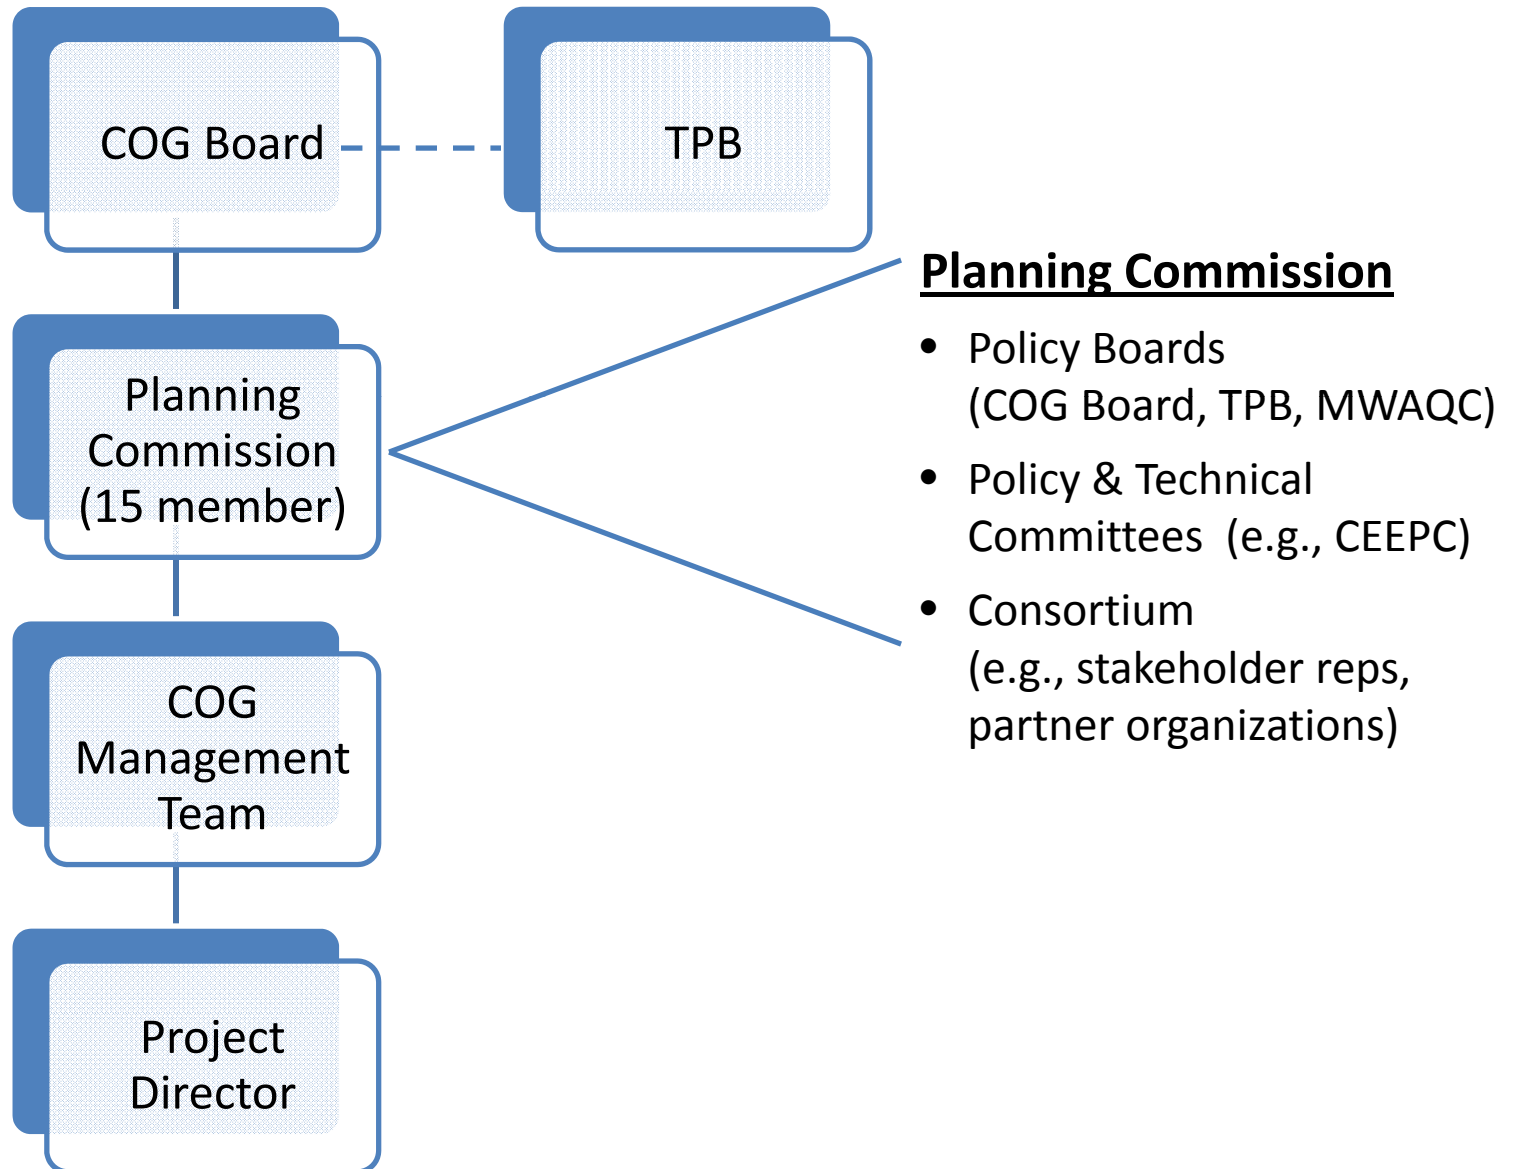 COG Board
TPB
Planning
Commission
(15 member)
COG
Management
Team
Project
Director
Planning Commission
• Policy Boards
(COG Board, TPB, MWAQC)
• Policy & Technical
Committees (e.g., CEEPC)
• Consortium
(e.g., stakeholder reps,
partner organizations)